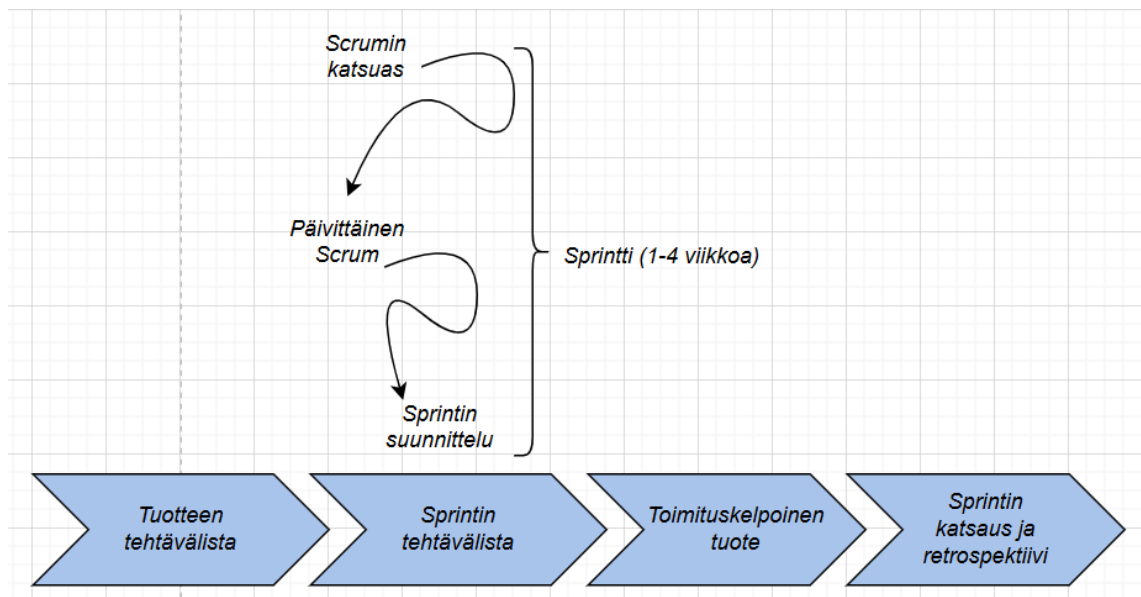 Scrumin
katsuas
Päivittäinen
Scrum
Sprintti (1-4 viikkoa)
Sprintin
suunnittelu
Tuotteen
tehtävälista
Sprintin
tehtävälista
Toimituskelpoinen
tuote
Sprintin
katsaus ja
retrospektiivi